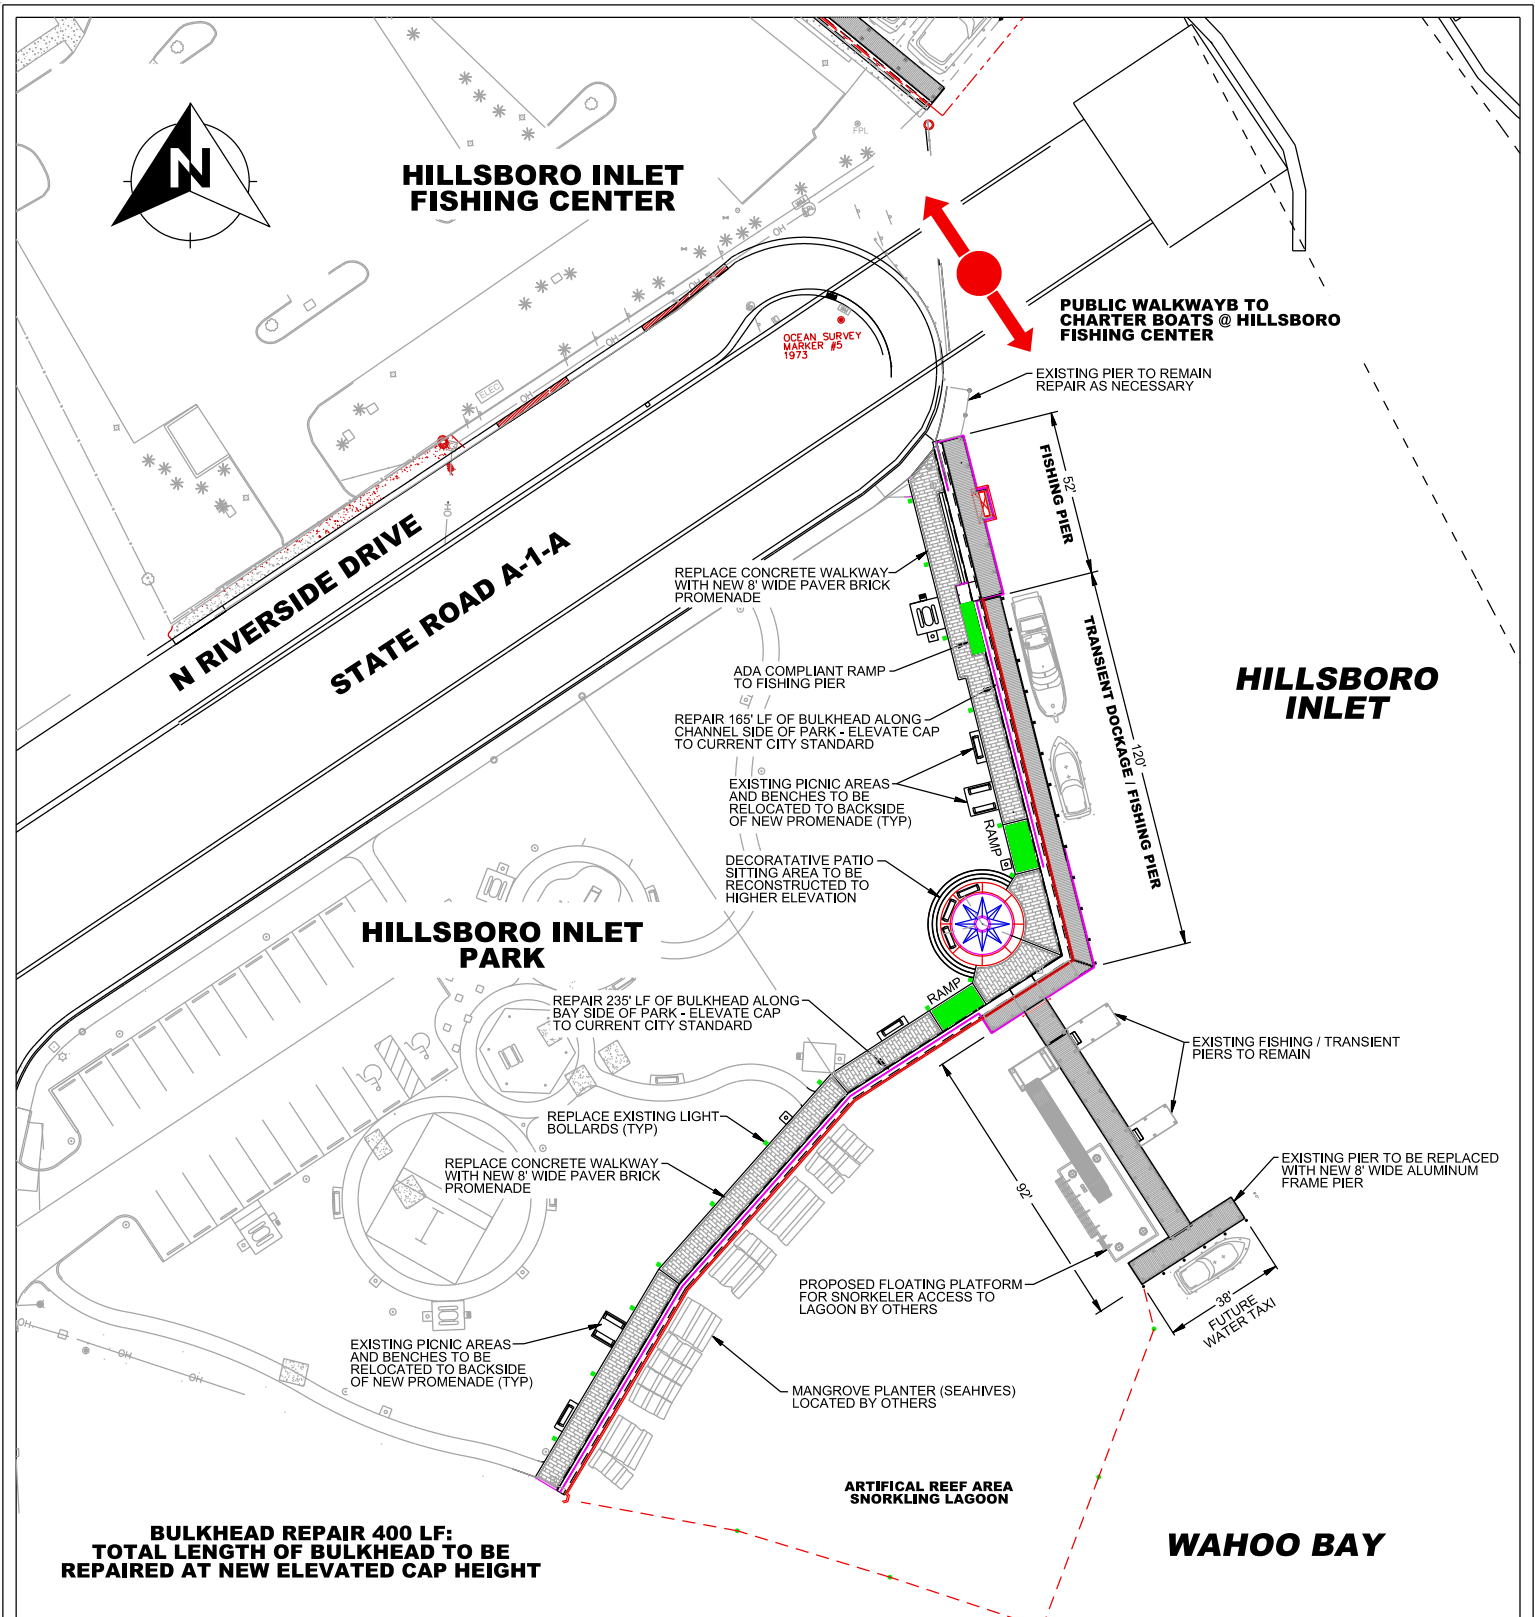 N
HILLSBORO INLET
FISHING CENTER
FPL
OH
OH
OH
ELEC
OH
OCEAN SURVEY
MARKER #5
1973
PUBLIC WALKWAYB TO
CHARTER BOATS @ HILLSBORO
FISHING CENTER
EXISTING PIER TO REMAIN
REPAIR AS NECESSARY
52'
FISHING PIER
N RIVERSIDE DRIVE
STATE ROAD A-1-A
REPLACE CONCRETE WALKWAY
WITH NEW 8' WIDE PAVER BRICK
PROMENADE
ADA COMPLIANT RAMP
TO FISHING PIER
120'
TRANSIENT DOCKAGE / FISHING PIER
HILLSBORO
INLET
REPAIR 165' LF OF BULKHEAD ALONG
CHANNEL SIDE OF PARK - ELEVATE CAP
TO CURRENT CITY STANDARD
EXISTING PICNIC AREAS
AND BENCHES TO BE
RELOCATED TO BACKSIDE
OF NEW PROMENADE (TYP)
RAMP
DECORATATIVE PATIO
SITTING AREA TO BE
RECONSTRUCTED TO
HIGHER ELEVATION
HILLSBORO INLET
PARK
RAMP
REPAIR 235' LF OF BULKHEAD ALONG
BAY SIDE OF PARK - ELEVATE CAP
TO CURRENT CITY STANDARD
EXISTING FISHING / TRANSIENT
PIERS TO REMAIN
REPLACE EXISTING LIGHT
BOLLARDS (TYP)
REPLACE CONCRETE WALKWAY
WITH NEW 8' WIDE PAVER BRICK
PROMENADE
EXISTING PIER TO BE REPLACED
WITH NEW 8' WIDE ALUMINUM
FRAME PIER
92'
PROPOSED FLOATING PLATFORM
FOR SNORKELER ACCESS TO
LAGOON BY OTHERS
38'
FUTURE
WATER TAXI
OH
OH
OH
EXISTING PICNIC AREAS
AND BENCHES TO BE
RELOCATED TO BACKSIDE
OF NEW PROMENADE (TYP)
MANGROVE PLANTER (SEAHIVES)
LOCATED BY OTHERS
ARTIFICAL REEF AREA
SNORKLING LAGOON
BULKHEAD REPAIR 400 LF:
TOTAL LENGTH OF BULKHEAD TO BE
REPAIRED AT NEW ELEVATED CAP HEIGHT
WAHOO BAY